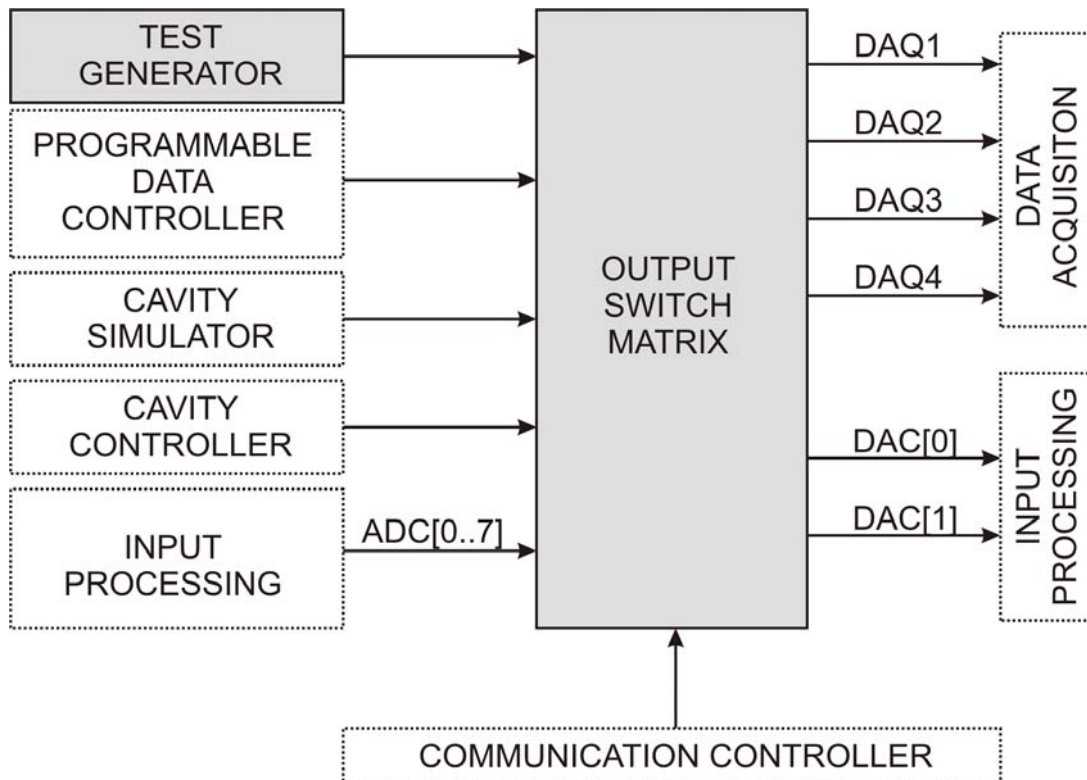 TEST
GENERATOR
PROGRAMMABLE
DATA
CONTROLLER
CAVITY
SIMULATOR
CAVITY
CONTROLLER
INPUT
PROCESSING
ADC[0..7]
OUTPUT
SWITCH
MATRIX
DAQ1
DAQ2
DAQ3
DAQ4
DATA
ACQUISITON
DAC[0]
DAC[1]
INPUT
PROCESSING
COMMUNICATION CONTROLLER